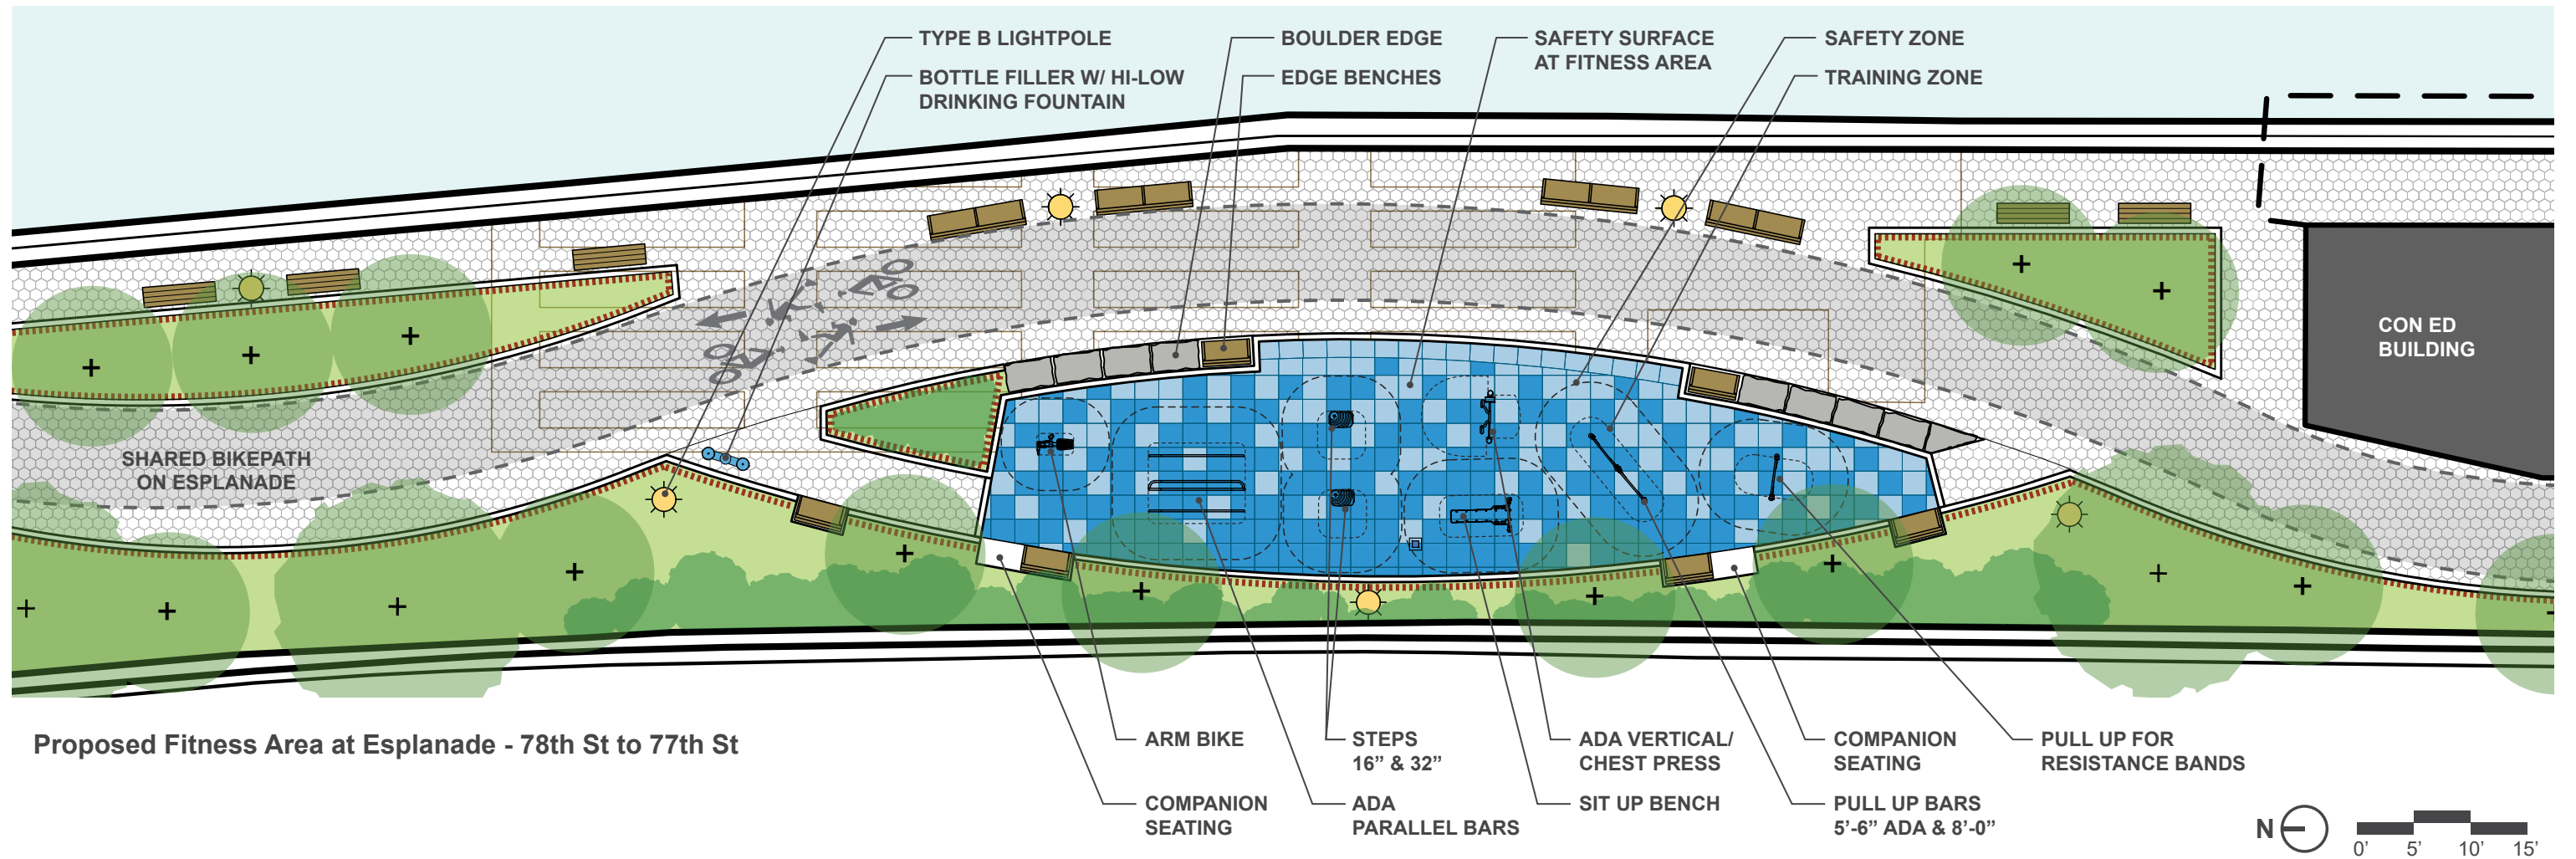 TYPE B LIGHTPOLE
BOTTLE FILLER W/ HI-LOW
DRINKING FOUNTAIN
BOULDER EDGE
EDGE BENCHES
SAFETY SURFACE
AT FITNESS AREA
SAFETY ZONE
TRAINING ZONE
CON ED
BUILDING
SHARED BIKEPATH
ON ESPLANADE
Proposed Fitness Area at Esplanade - 78th St to 77th St
ARM BIKE
COMPANION
SEATING
STEPS
16” & 32”
ADA
PARALLEL BARS
ADA VERTICAL/
CHEST PRESS
SIT UP BENCH
COMPANION
SEATING
PULL UP BARS
5’-6” ADA & 8’-0”
PULL UP FOR
RESISTANCE BANDS
N
0’ 5’ 10’ 15’